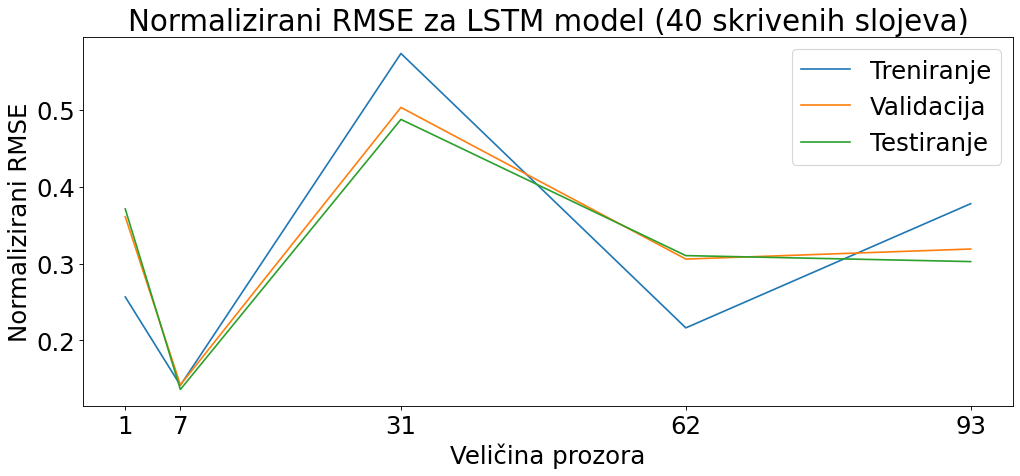 Normalizirani RMSE za LSTM model (40 skrivenih slojeva)
Treniranje
Validacija
Testiranje
Normalizirani RMSE
0.5
0.4
0.3
0.2
1 7 31 62 93
Veličina prozora